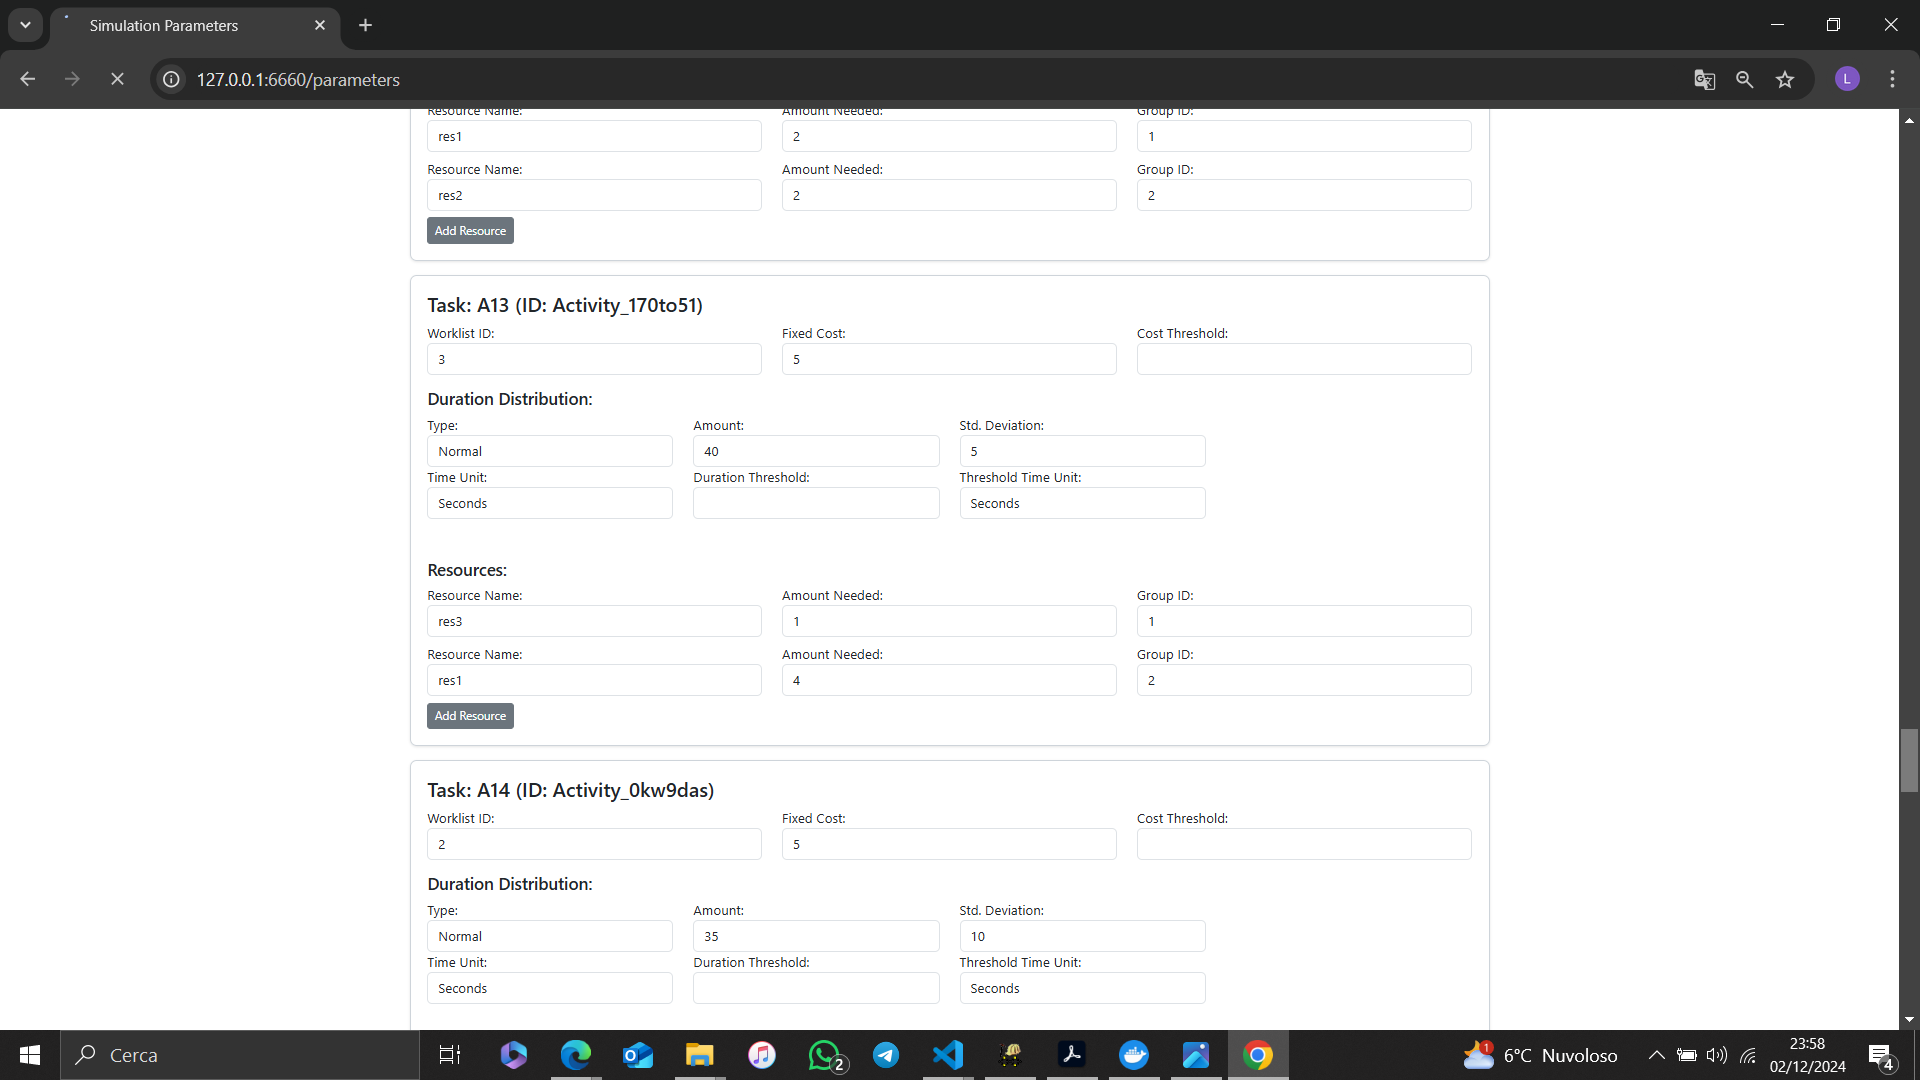 Simulation Parameters
127.0.0.1:6660/parameters
L
Resource Name: Amount Needed: Group ID:
res1 2 1
Resource Name: Amount Needed: Group ID:
res2 2 2
Add Resource
Task: A13 (ID: Activity_170to51)
Worklist ID: Fixed Cost: Cost Threshold:
3 5
Duration Distribution:
Type: Amount: Std. Deviation:
Normal 40 5
Time Unit: Duration Threshold: Threshold Time Unit:
Seconds Seconds
Resources:
Resource Name: Amount Needed: Group ID:
res3 1 1
Resource Name: Amount Needed: Group ID:
res1 4 2
Add Resource
Task: A14 (ID: Activity_0kw9das)
Worklist ID: Fixed Cost: Cost Threshold:
2 5
Duration Distribution:
Type: Amount: Std. Deviation:
Normal 35 10
Time Unit: Duration Threshold: Threshold Time Unit:
Seconds Seconds
Cerca 2 1 6°C Nuvoloso 23:58
02/12/2024 4